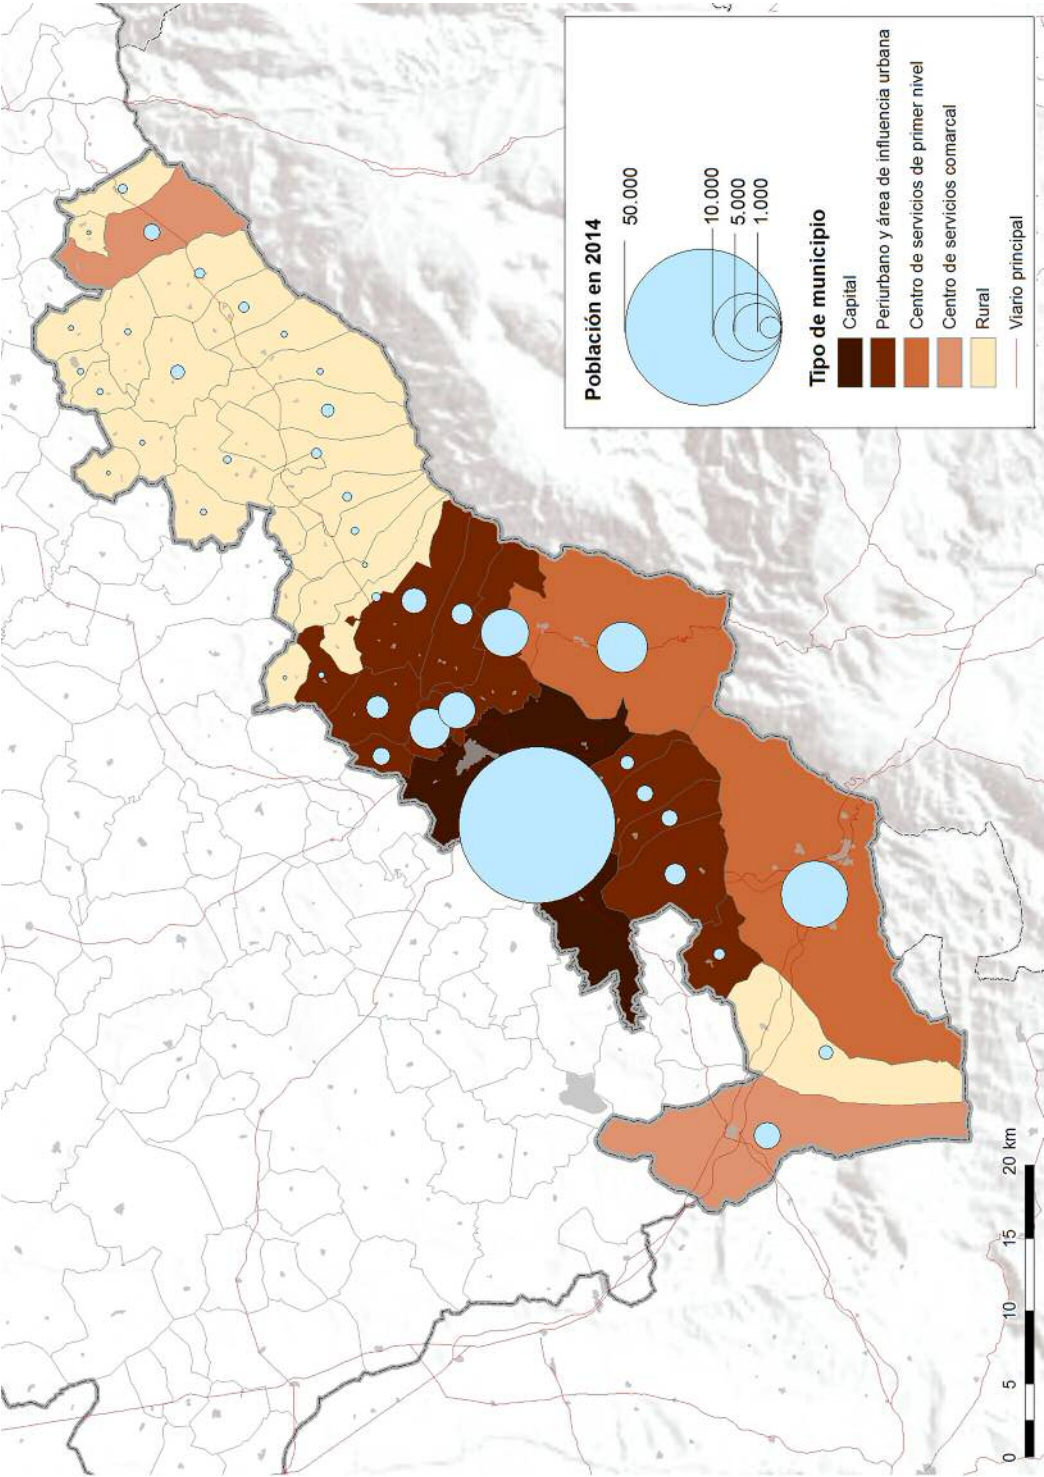 Población en 2014
50.000
10.000
5.000
1.000
Tipo de municipio
Capital
Periurbano y área de influencia urbana
Centro de servicios de primer nivel
Centro de servicios comarcal
Rural
Viario principal
0 5 10 15 20 km